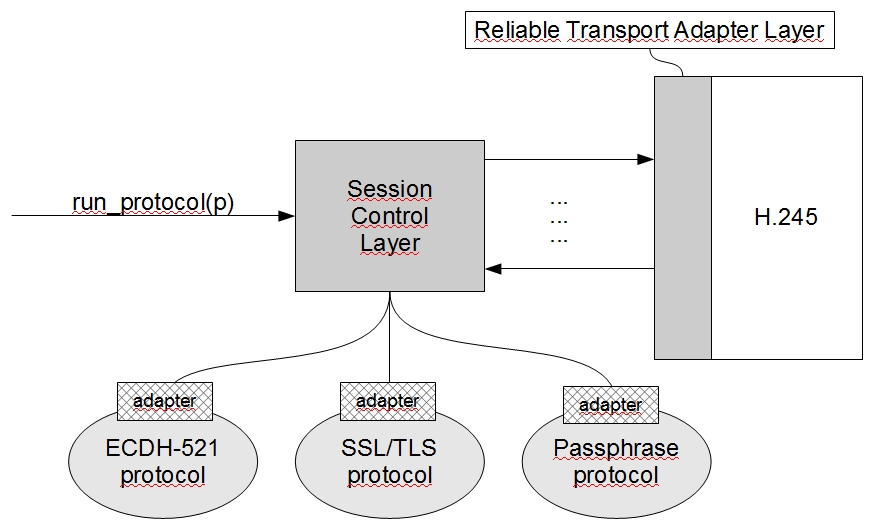 Reliable Transport Adapter Layer
run_protocol(p)
Session
Control
Layer
...
...
...
H.245
adapter
adapter
adapter
ECDH-521
protocol
SSL/TLS
protocol
Passphrase
protocol